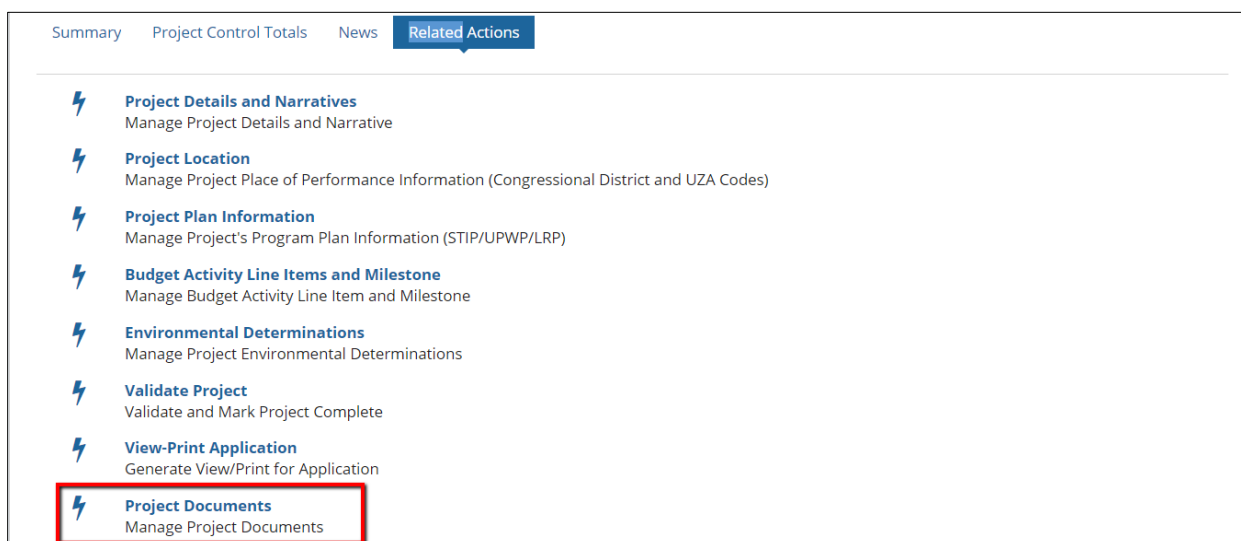 Summary Project Control Totals News Related Actions
Project Details and Narratives
Manage Project Details and Narrative
Project Location
Manage Project Place of Performance Information (Congressional District and UZA Codes)
Project Plan Information
Manage Project's Program Plan Information (STIP/UPWP/LRP)
Budget Activity Line Items and Milestone
Manage Budget Activity Line Item and Milestone
Environmental Determinations
Manage Project Environmental Determinations
Validate Project
Validate and Mark Project Complete
View-Print Application
Generate View/Print for Application
Project Documents
Manage Project Documents